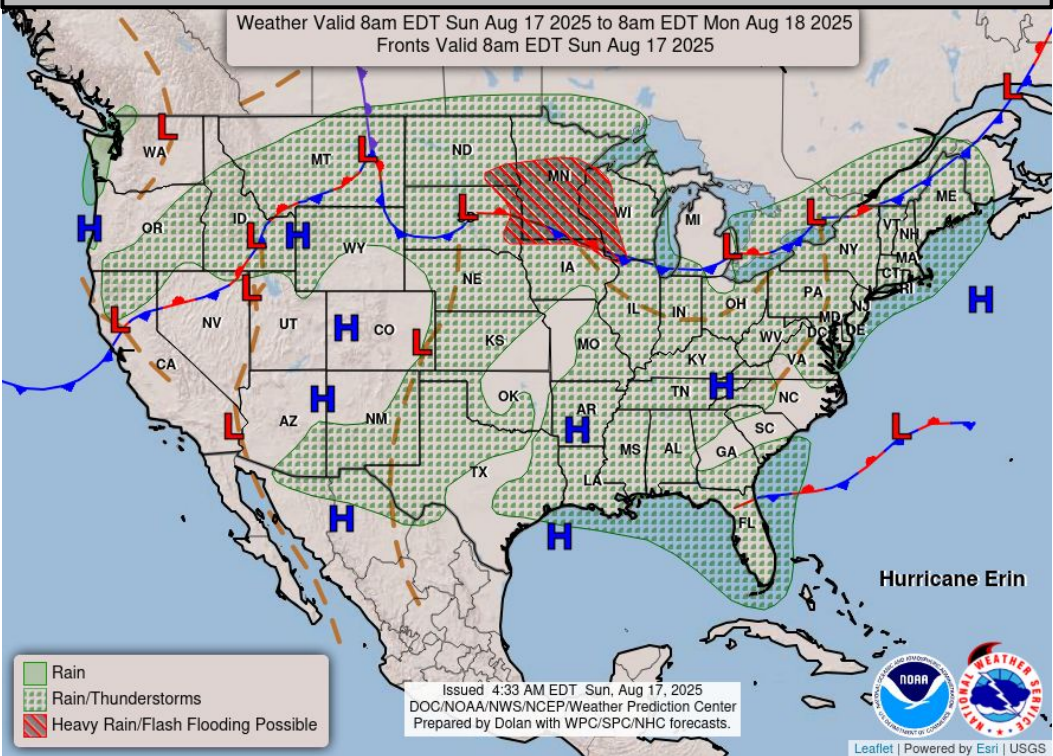 Weather Valid 8am EDT Sun Aug 17 2025 to 8am EDT Mon Aug 18 2025
Fronts Valid 8am EDT Sun Aug 17 2025
L
L
WA
MT
L
ND
MN
ME
H
OR
ID
L
H
WY
L
WI
MI
L
L
VT
NH
NY
MA
CT
RI
L
NE
IA
IL
IN
OH
PA
NJ
H
L
NV
UT
H
CO
L
KS
MO
WV
MD
DC
DE
VA
KY
CA
H
AZ
NM
OK
AR
TN
H
NC
L
H
TX
MS
AL
GA
SC
L
LA
H
H
FL
Hurricane Erin
Rain
Rain/Thunderstorms
Heavy Rain/Flash Flooding Possible
Issued 4:33 AM EDT Sun, Aug 17, 2025
DOC/NOAA/NWS/NCEP/Weather Prediction Center
Prepared by Dolan with WPC/SPC/NHC forecasts.
NOAA
NATIONAL WEATHER SERVICE
Leaflet | Powered by Esri | USGS